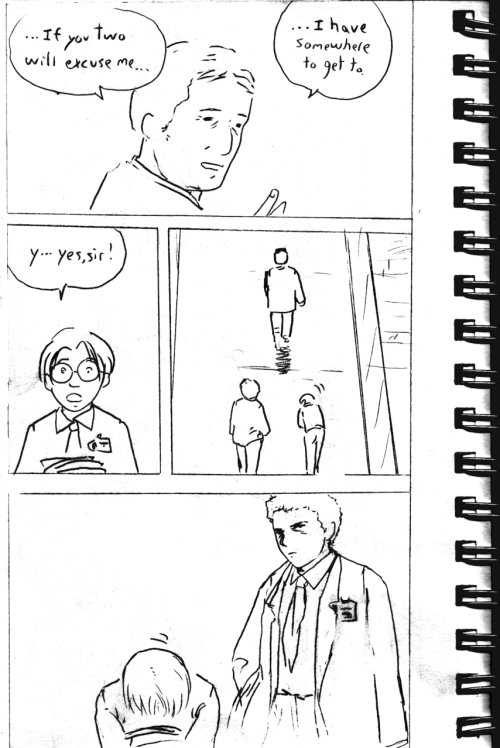 ...If you two
will excuse me...
...I have
somewhere
to get to.
y... yes, sir!